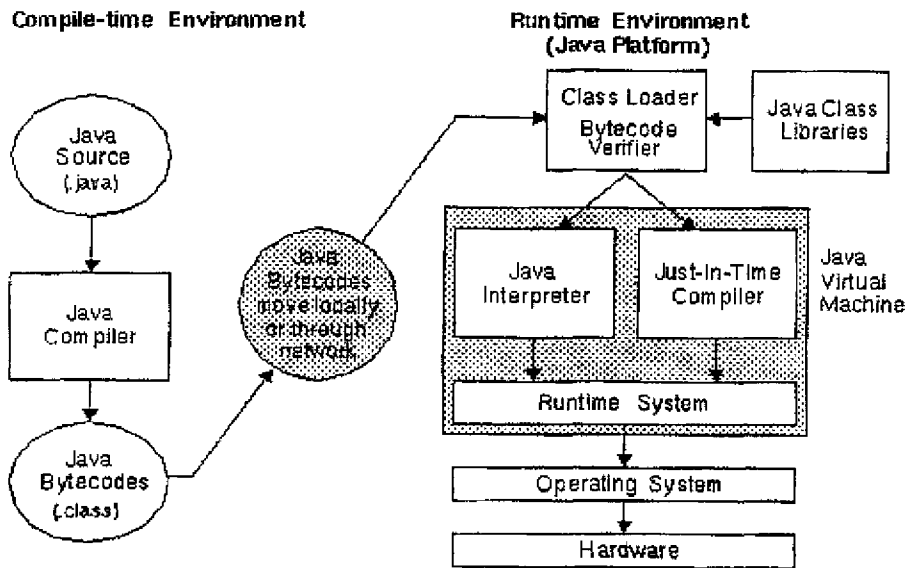 Compile-time Environment
Runtime Environment
(Java Platform)
Java
Source
(.java)
Java
Compiler
Java
Bytecodes
(.class)
Java
Bytecodes
move locally
or through
network
Class Loader
Bytecode
Verifier
Java Class
Libraries
Java
Interpreter
Just-In-Time
Compiler
Java
Virtual
Machine
Runtime System
Operating System
Hardware